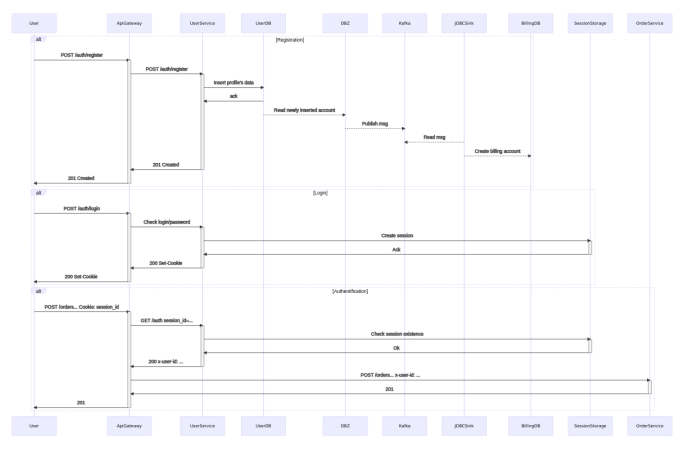 User ApiGateway UserService UserDB DBZ Kafka JDBCSink BillingDB SessionStorage OrderService
alt [Registration]
POST /auth/register
POST /auth/register
Insert profile's data
ack
Read newly inserted account
Publish msg
Read msg
Create billing account
201 Created
201 Created
alt [Login]
POST /auth/login
Check login/password
Create session
Ack
200 Set-Cookie
200 Set-Cookie
alt [Authentification]
POST /orders... Cookie: session_id
GET /auth session_id=...
Check session existence
Ok
200 x-user-id: ...
POST /orders... x-user-id: ...
201
201
User ApiGateway UserService UserDB DBZ Kafka JDBCSink BillingDB SessionStorage OrderService